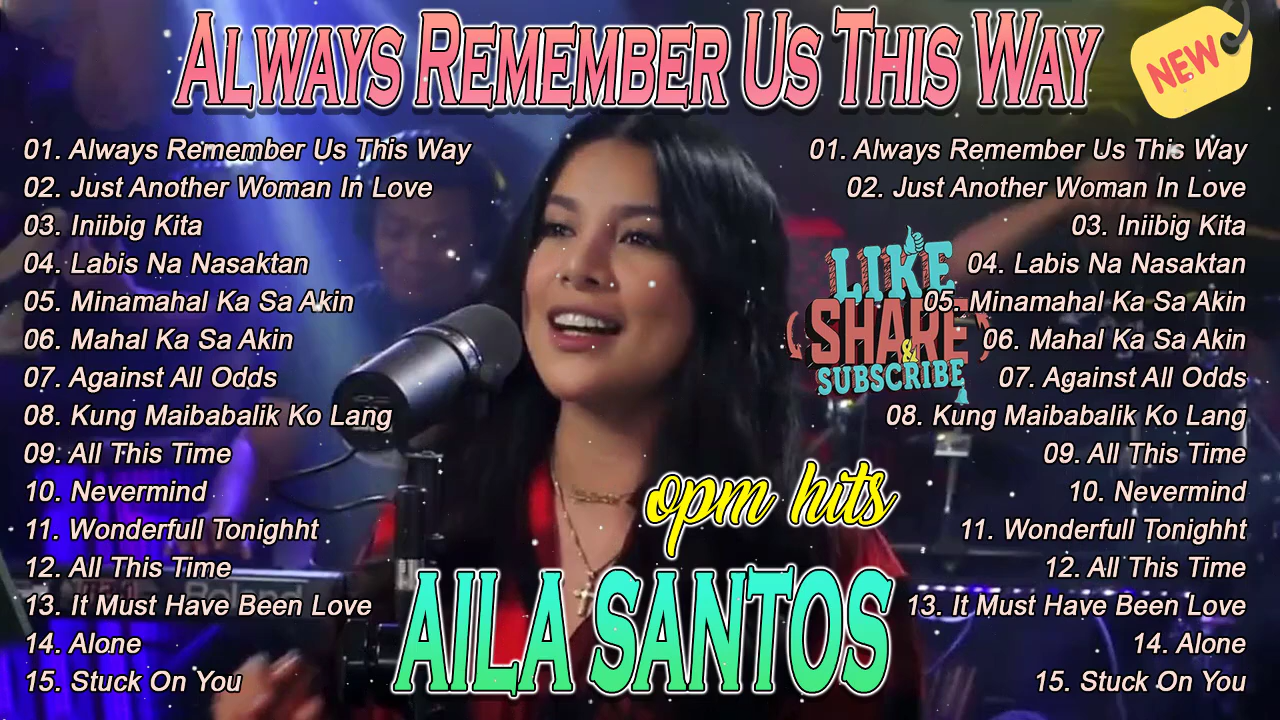 ALWAYS REMEMBER US THIS WAY
NEW
01. Always Remember Us This Way
02. Just Another Woman In Love
03. Iniibig Kita
04. Labis Na Nasaktan
05. Minamahal Ka Sa Akin
06. Mahal Ka Sa Akin
07. Against All Odds
08. Kung Maibabalik Ko Lang
09. All This Time
10. Nevermind
11. Wonderfull Tonighht
12. All This Time
13. It Must Have Been Love
14. Alone
15. Stuck On You
01. Always Remember Us This Way
02. Just Another Woman In Love
03. Iniibig Kita
04. Labis Na Nasaktan
05. Minamahal Ka Sa Akin
06. Mahal Ka Sa Akin
07. Against All Odds
08. Kung Maibabalik Ko Lang
09. All This Time
10. Nevermind
11. Wonderfull Tonighht
12. All This Time
13. It Must Have Been Love
14. Alone
15. Stuck On You
LIKE
SHARE
&
SUBSCRIBE
opm hits
AILA SANTOS
Roland